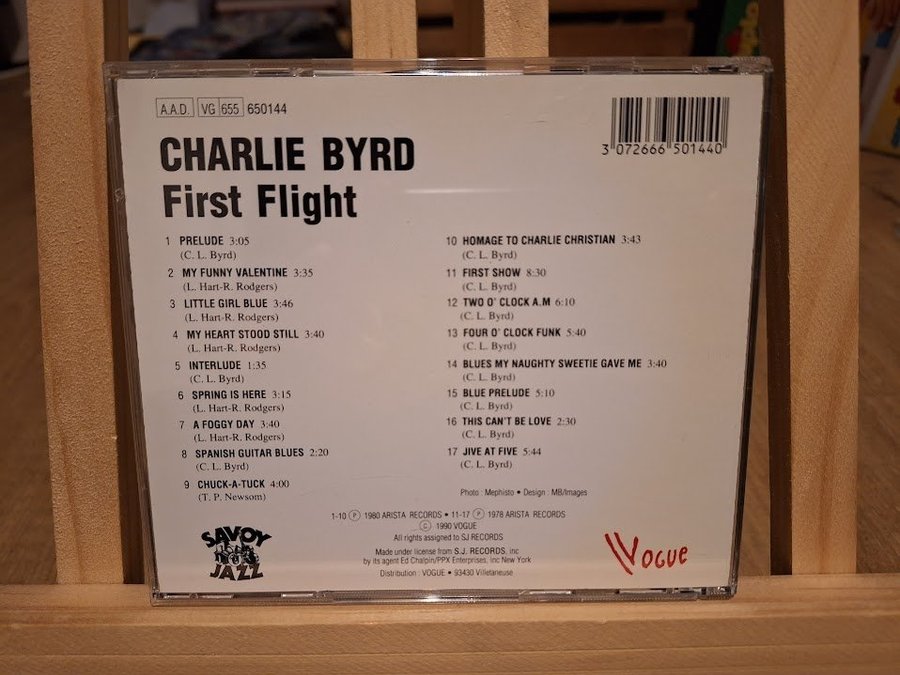 A.A.D. VG 655 650144
3 072666 501440
CHARLIE BYRD
First Flight
1 PRELUDE 3:05
(C. L. Byrd)
2 MY FUNNY VALENTINE 3:35
(L. Hart-R. Rodgers)
3 LITTLE GIRL BLUE 3:46
(L. Hart-R. Rodgers)
4 MY HEART STOOD STILL 3:40
(L. Hart-R. Rodgers)
5 INTERLUDE 1:35
(C. L. Byrd)
6 SPRING IS HERE 3:15
(L. Hart-R. Rodgers)
7 A FOGGY DAY 3:40
(L. Hart-R. Rodgers)
8 SPANISH GUITAR BLUES 2:20
(C. L. Byrd)
9 CHUCK-A-TUCK 4:00
(T. P. Newsom)
10 HOMAGE TO CHARLIE CHRISTIAN 3:43
(C. L. Byrd)
11 FIRST SHOW 8:30
(C. L. Byrd)
12 TWO O' CLOCK A.M 6:10
(C. L. Byrd)
13 FOUR O' CLOCK FUNK 5:40
(C. L. Byrd)
14 BLUES MY NAUGHTY SWEETIE GAVE ME 3:40
(C. L. Byrd)
15 BLUE PRELUDE 5:10
(C. L. Byrd)
16 THIS CAN'T BE LOVE 2:30
(C. L. Byrd)
17 JIVE AT FIVE 5:44
(C. L. Byrd)
Photo : Mephisto • Design : MB/Images
1-10 Ⓟ 1980 ARISTA RECORDS • 11-17 Ⓟ 1978 ARISTA RECORDS
© 1990 VOGUE
All rights assigned to SJ RECORDS
Made under license from S.J. RECORDS, inc
by its agent Ed Chalpin/PPX Enterprises, inc New York
Distribution : VOGUE • 93430 Villetaneuse
SAVOY
JAZZ
VOGUE